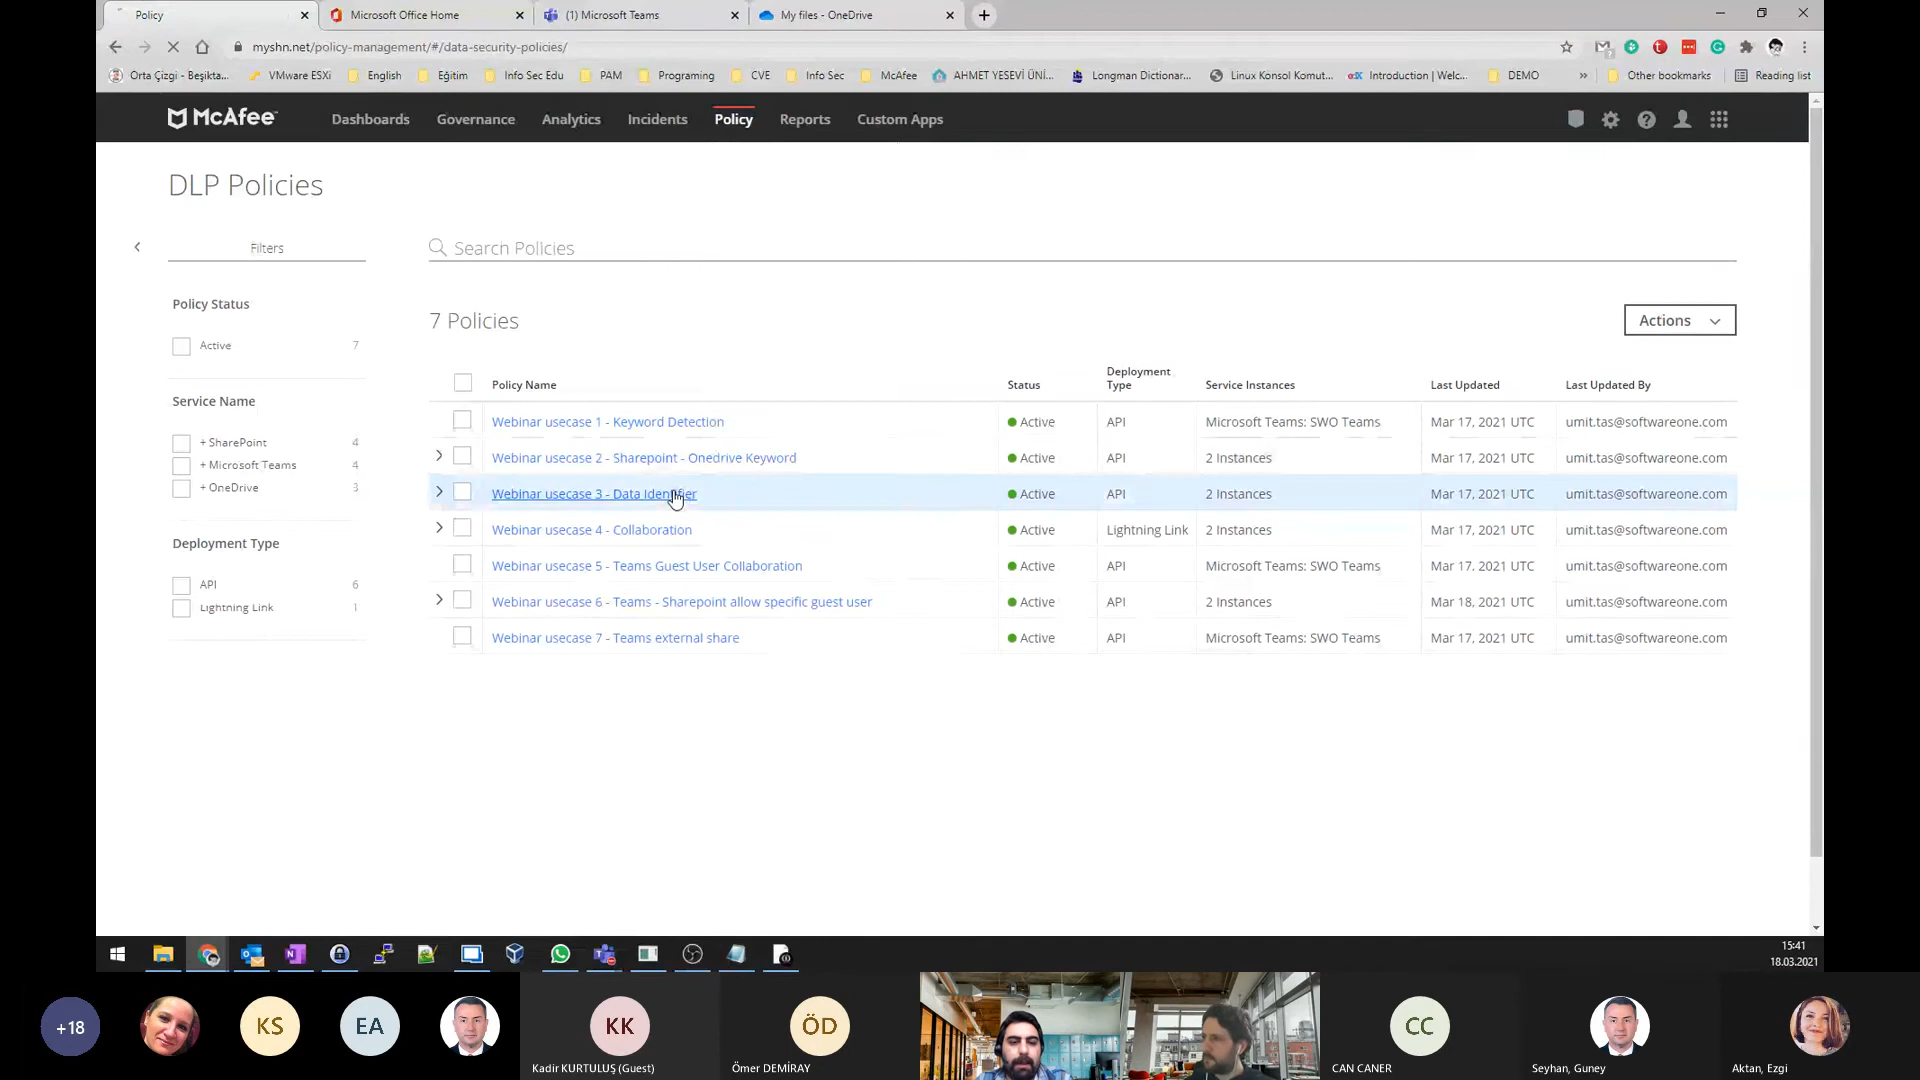 Policy
Microsoft Office Home
(1) Microsoft Teams
My files - OneDrive
myshn.net/policy-management/#/data-security-policies/
Orta Çizgi - Beşikta...
VMware ESXi
English
Eğitim
Info Sec Edu
PAM
Programing
CVE
Info Sec
McAfee
AHMET YESEVİ ÜNİ...
Longman Dictionar...
Linux Konsol Komut...
Introduction | Welc...
DEMO
»
Other bookmarks
Reading list
McAfee
Dashboards
Governance
Analytics
Incidents
Policy
Reports
Custom Apps
DLP Policies
Filters
Search Policies
Policy Status
Active 7
Service Name
+ SharePoint 4
+ Microsoft Teams 4
+ OneDrive 3
Deployment Type
API 6
Lightning Link 1
7 Policies
Actions
Policy Name Status Deployment Type Service Instances Last Updated Last Updated By
Webinar usecase 1 - Keyword Detection Active API Microsoft Teams: SWO Teams Mar 17, 2021 UTC umit.tas@softwareone.com
Webinar usecase 2 - Sharepoint - Onedrive Keyword Active API 2 Instances Mar 17, 2021 UTC umit.tas@softwareone.com
Webinar usecase 3 - Data Identifier Active API 2 Instances Mar 17, 2021 UTC umit.tas@softwareone.com
Webinar usecase 4 - Collaboration Active Lightning Link 2 Instances Mar 17, 2021 UTC umit.tas@softwareone.com
Webinar usecase 5 - Teams Guest User Collaboration Active API Microsoft Teams: SWO Teams Mar 17, 2021 UTC umit.tas@softwareone.com
Webinar usecase 6 - Teams - Sharepoint allow specific guest user Active API 2 Instances Mar 18, 2021 UTC umit.tas@softwareone.com
Webinar usecase 7 - Teams external share Active API Microsoft Teams: SWO Teams Mar 17, 2021 UTC umit.tas@softwareone.com
15:41
18.03.2021
+18
KS
EA
KK
Kadir KURTULUŞ (Guest)
ÖD
Ömer DEMİRAY
CC
CAN CANER
Seyhan, Guney
Aktan, Ezgi